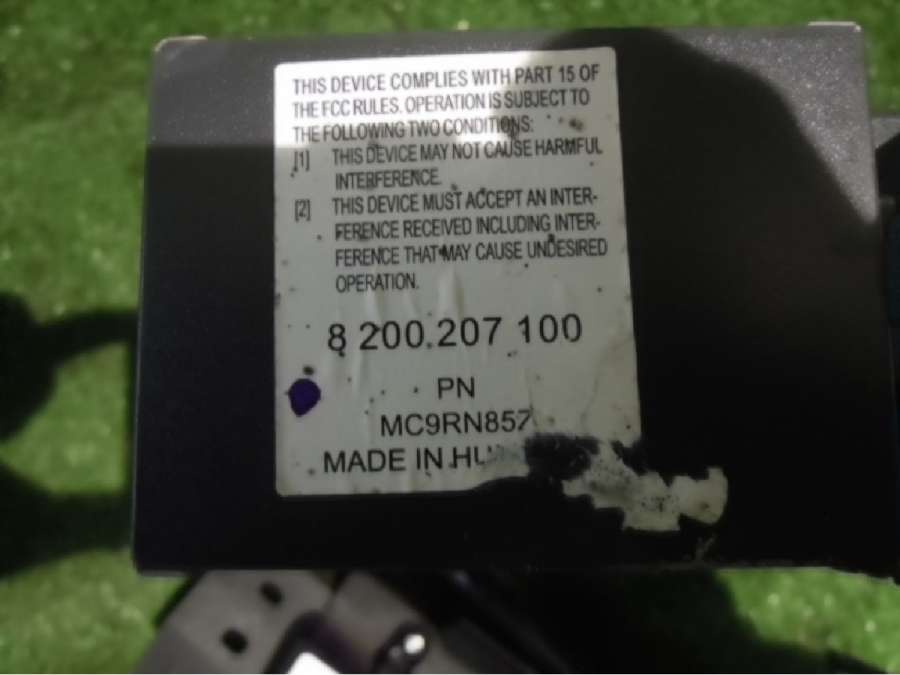 THIS DEVICE COMPLIES WITH PART 15 OF
THE FCC RULES. OPERATION IS SUBJECT TO
THE FOLLOWING TWO CONDITIONS:
[1] THIS DEVICE MAY NOT CAUSE HARMFUL
INTERFERENCE.
[2] THIS DEVICE MUST ACCEPT AN INTER-
FERENCE RECEIVED INCLUDING INTER-
FERENCE THAT MAY CAUSE UNDESIRED
OPERATION.
8 200 207 100
PN
MC9RN857
MADE IN